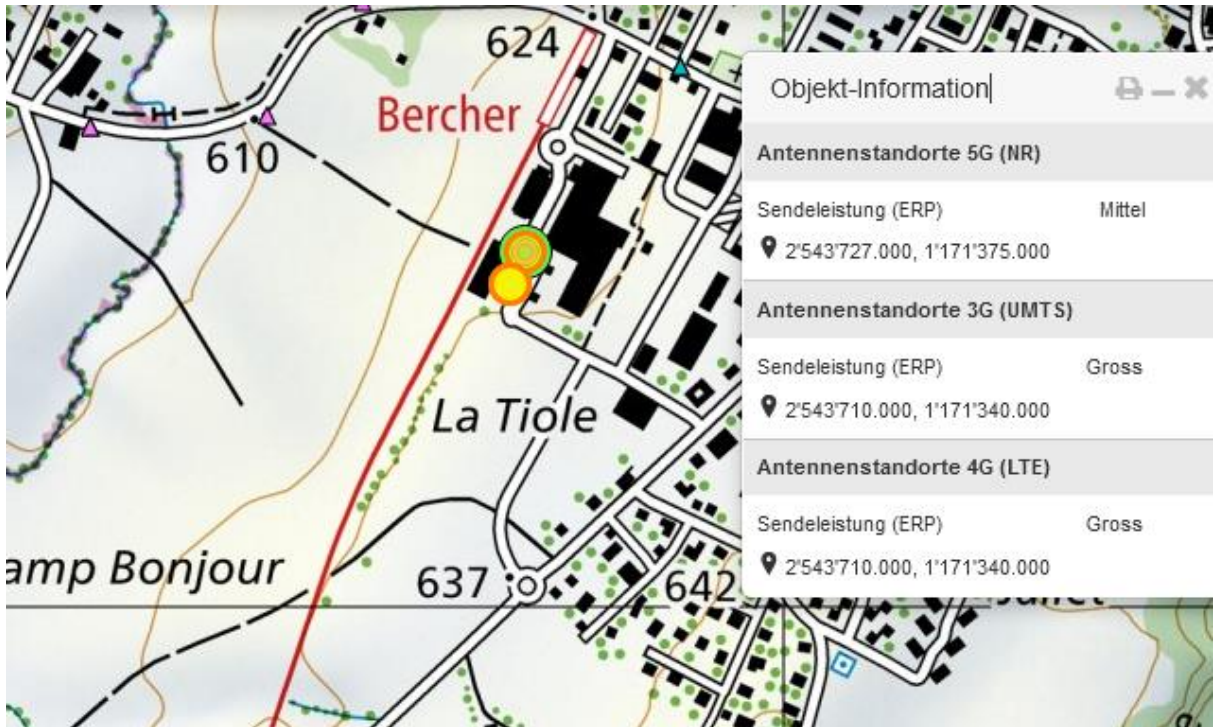 624
Bercher
610
La Tiole
amp Bonjour
637
642
Objekt-Information
Antennenstandorte 5G (NR)
Sendeleistung (ERP) Mittel
2'543'727.000, 1'171'375.000
Antennenstandorte 3G (UMTS)
Sendeleistung (ERP) Gross
2'543'710.000, 1'171'340.000
Antennenstandorte 4G (LTE)
Sendeleistung (ERP) Gross
2'543'710.000, 1'171'340.000